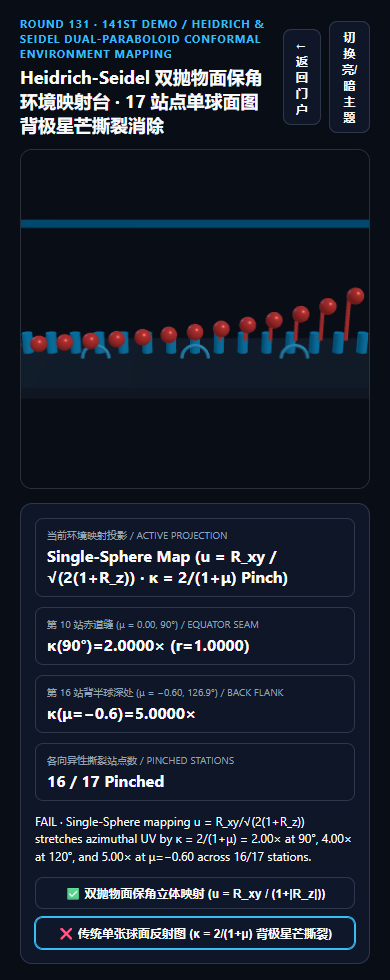 ROUND 131 · 141ST DEMO / HEIDRICH &
SEIDEL DUAL-PARABOLOID CONFORMAL
ENVIRONMENT MAPPING
Heidrich-Seidel 双抛物面保角
环境映射台 · 17 站点单球面图
背极星芒撕裂消除
←
返
回
门
户
切
换
亮/
暗
主
题
当前环境映射投影 / ACTIVE PROJECTION
Single-Sphere Map (u = R_xy /
√(2(1+R_z)) · κ = 2/(1+μ) Pinch)
第 10 站赤道缝 (μ = 0.00, 90°) / EQUATOR SEAM
κ(90°)=2.0000× (r=1.0000)
第 16 站背半球深处 (μ = −0.60, 126.9°) / BACK FLANK
κ(μ=−0.6)=5.0000×
各向异性撕裂站点数 / PINCHED STATIONS
16 / 17 Pinched
FAIL · Single-Sphere mapping u = R_xy/√(2(1+R_z))
stretches azimuthal UV by κ = 2/(1+μ) = 2.00× at 90°, 4.00×
at 120°, and 5.00× at μ=−0.60 across 16/17 stations.
✅ 双抛物面保角立体映射 (u = R_xy / (1+|R_z|))
❌ 传统单张球面反射图 (κ = 2/(1+μ) 背极星芒撕裂)